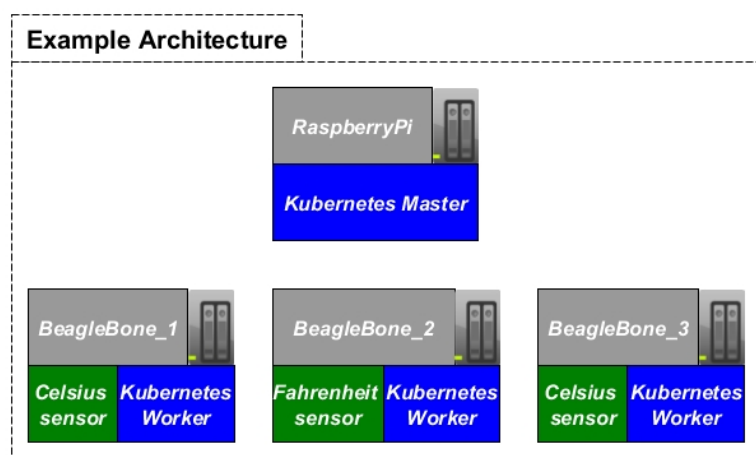 Example Architecture
RaspberryPi
Kubernetes Master
BeagleBone_1
BeagleBone_2
BeagleBone_3
Celsius
sensor
Kubernetes
Worker
Fahrenheit
sensor
Kubernetes
Worker
Celsius
sensor
Kubernetes
Worker